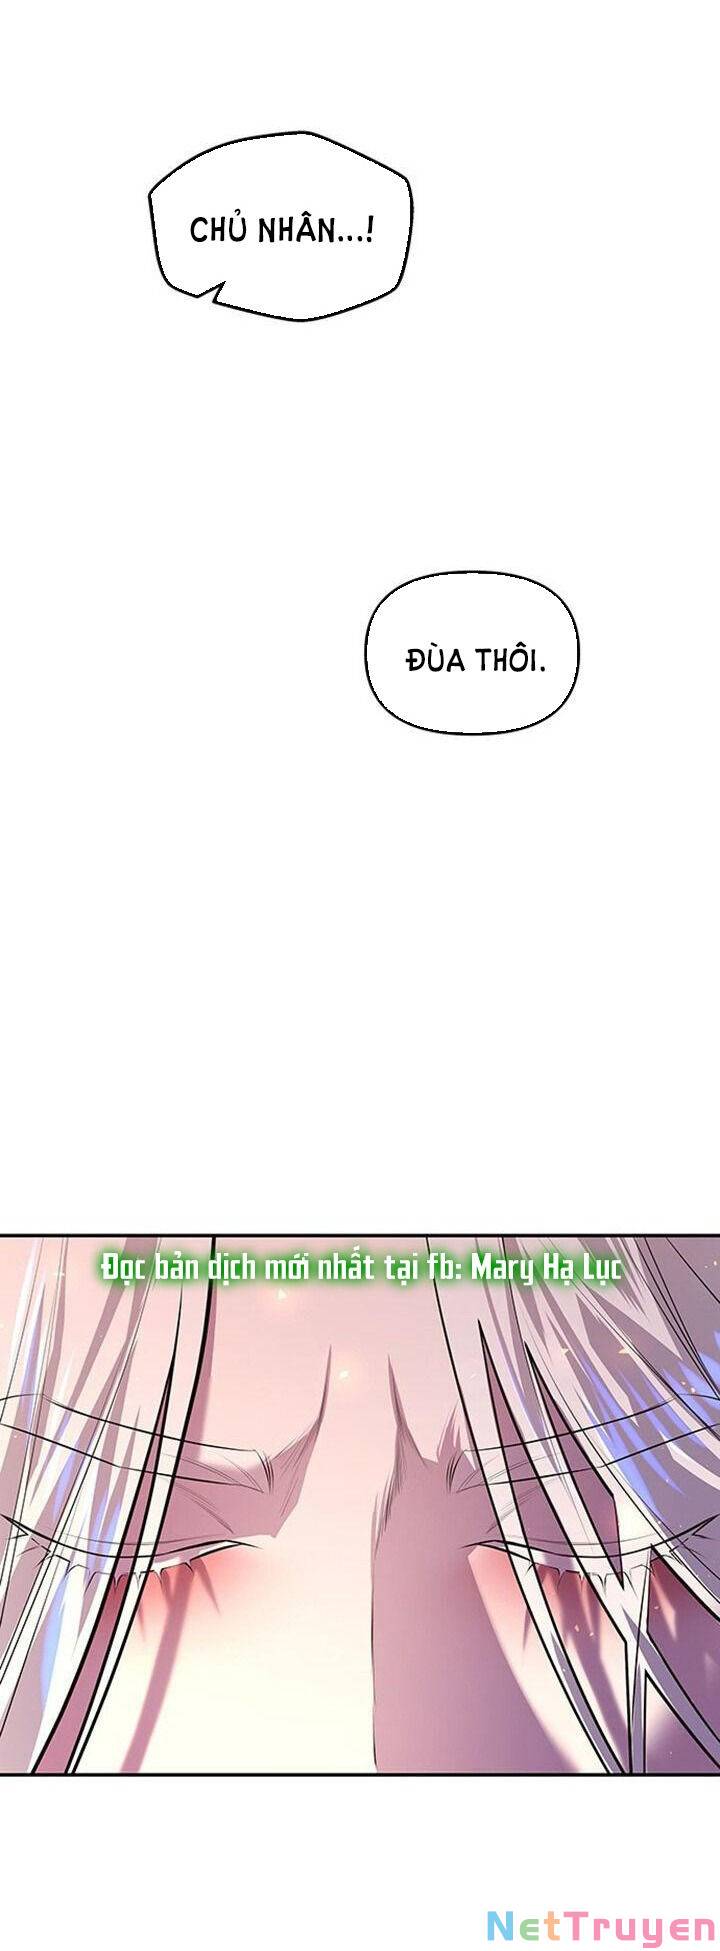 CHỦ NHÂN...!
ĐÙA THÔI.
Đọc bản dịch mới nhất tại fb: Mary Hạ Lục
NetTruyen